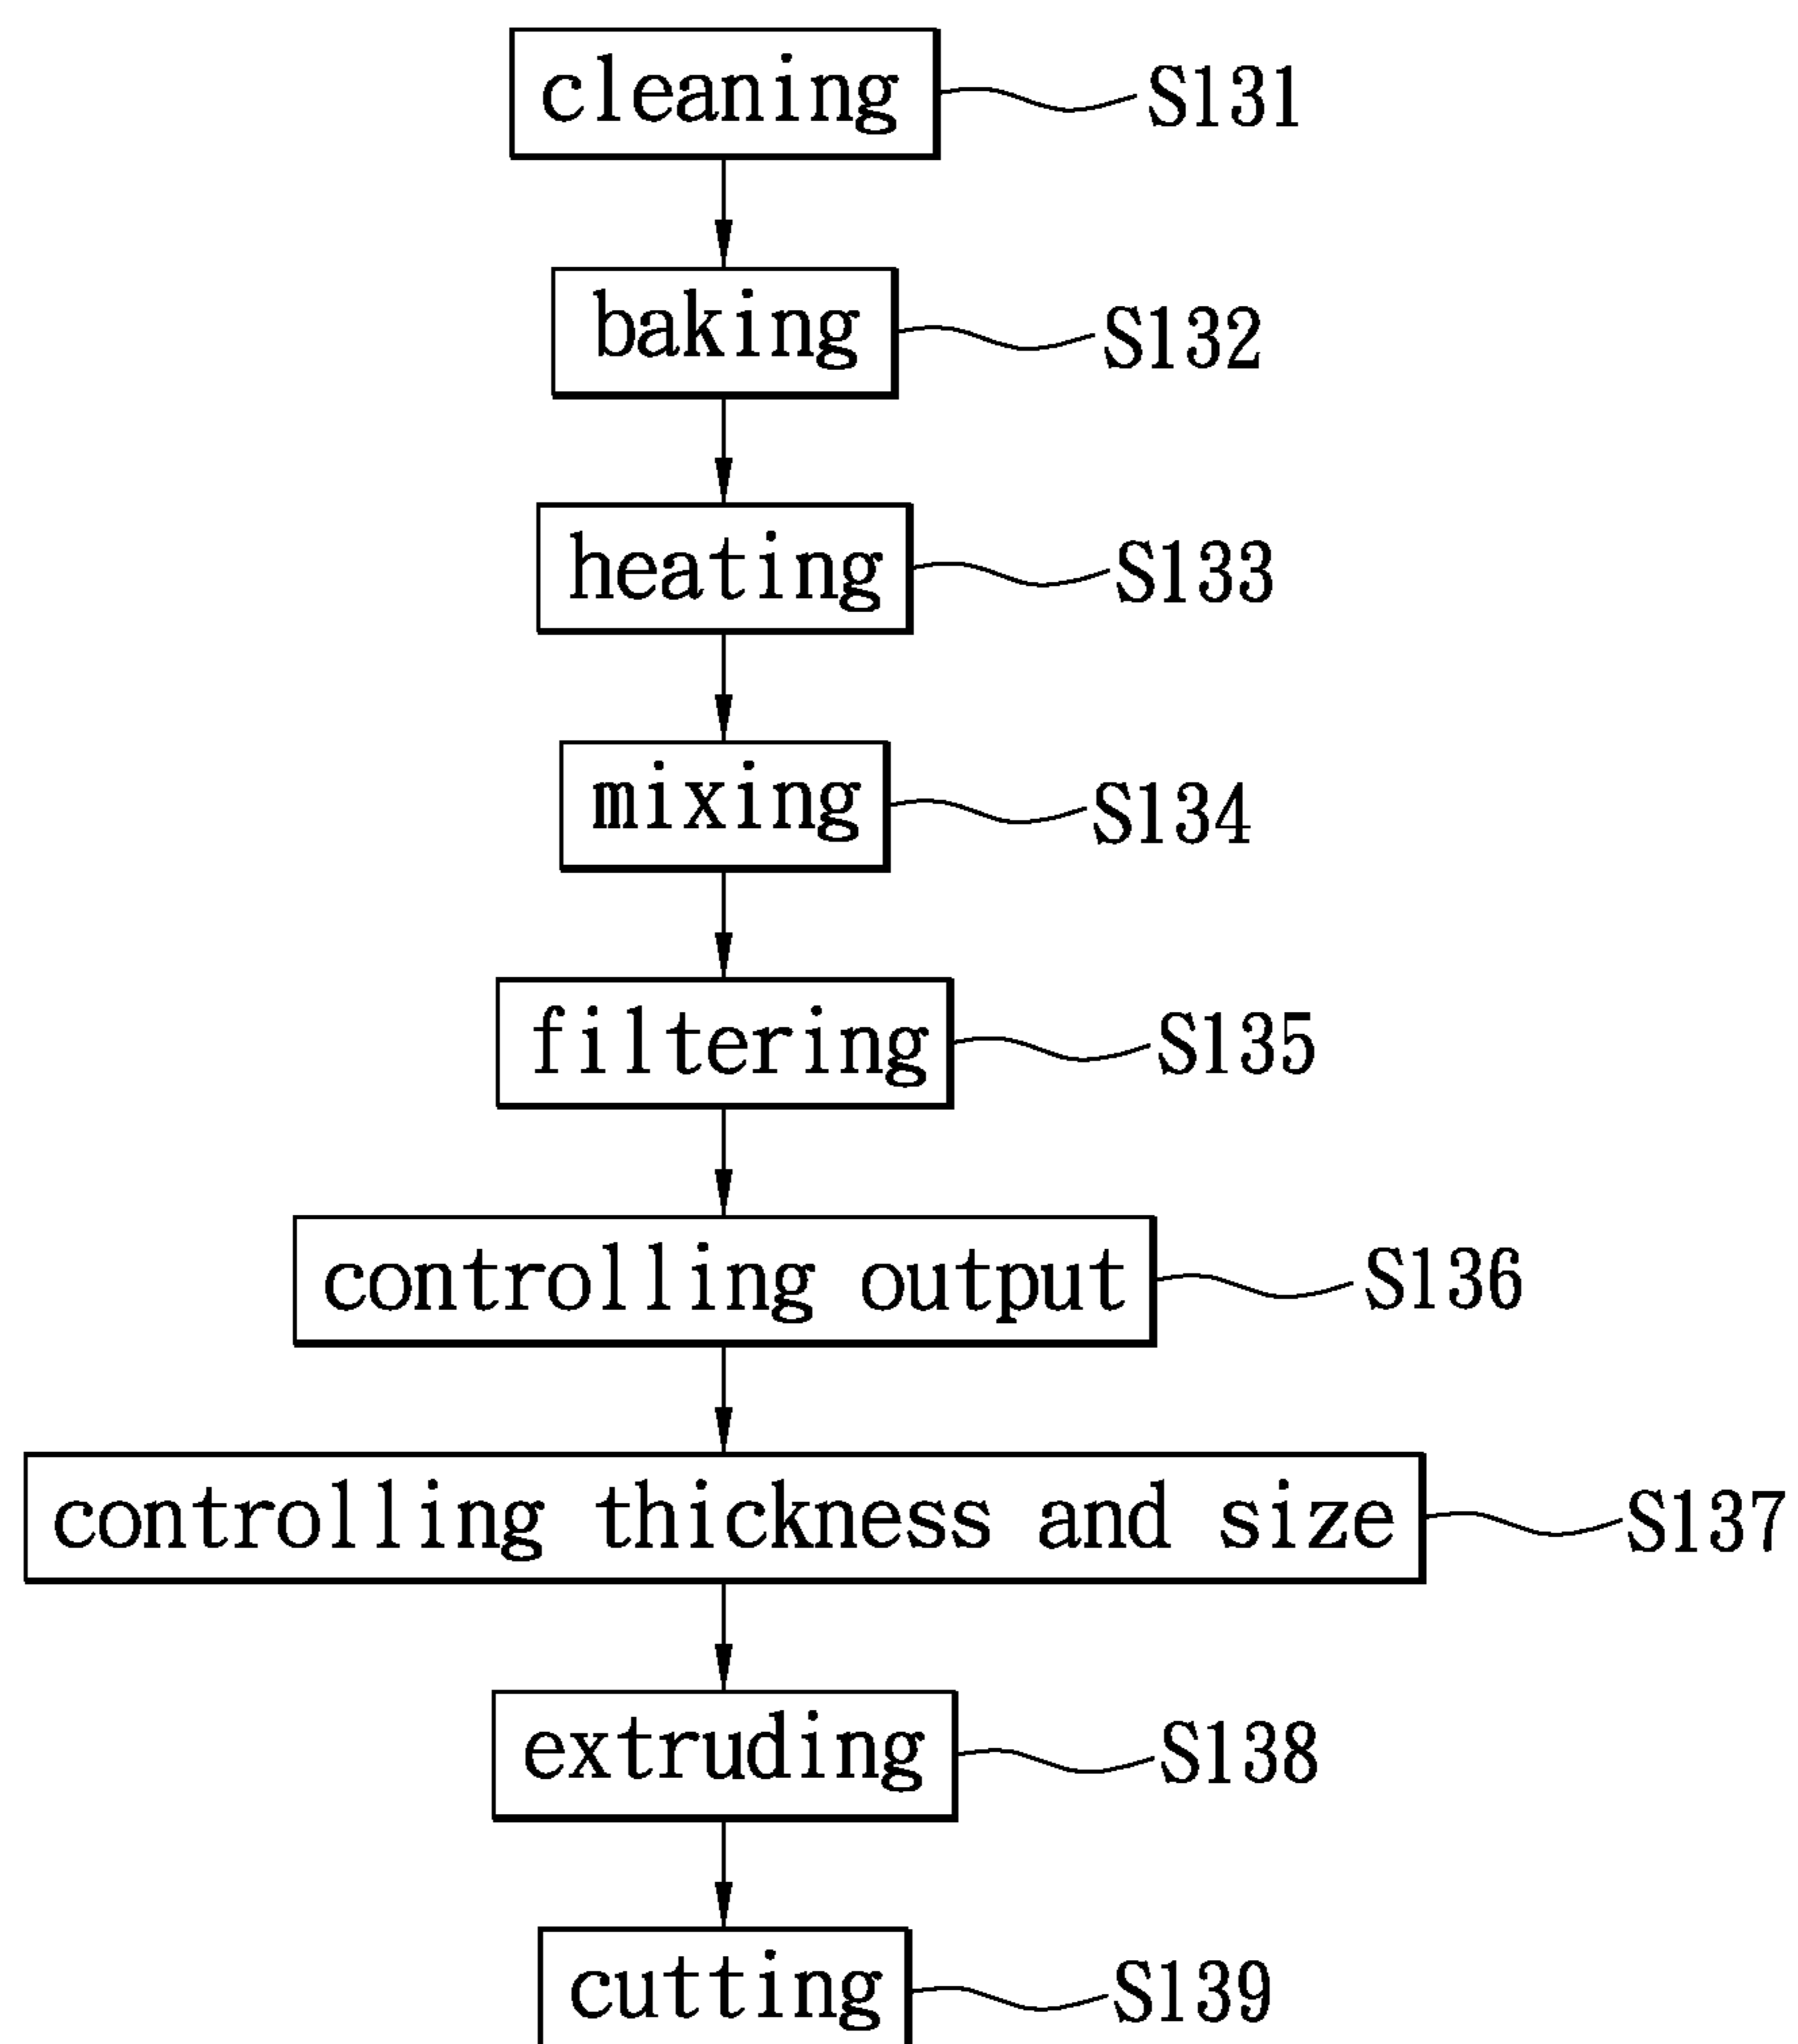 cleaning S131
baking S132
heating S133
mixing S134
filtering S135
controlling output S136
controlling thickness and size S137
extruding S138
cutting S139